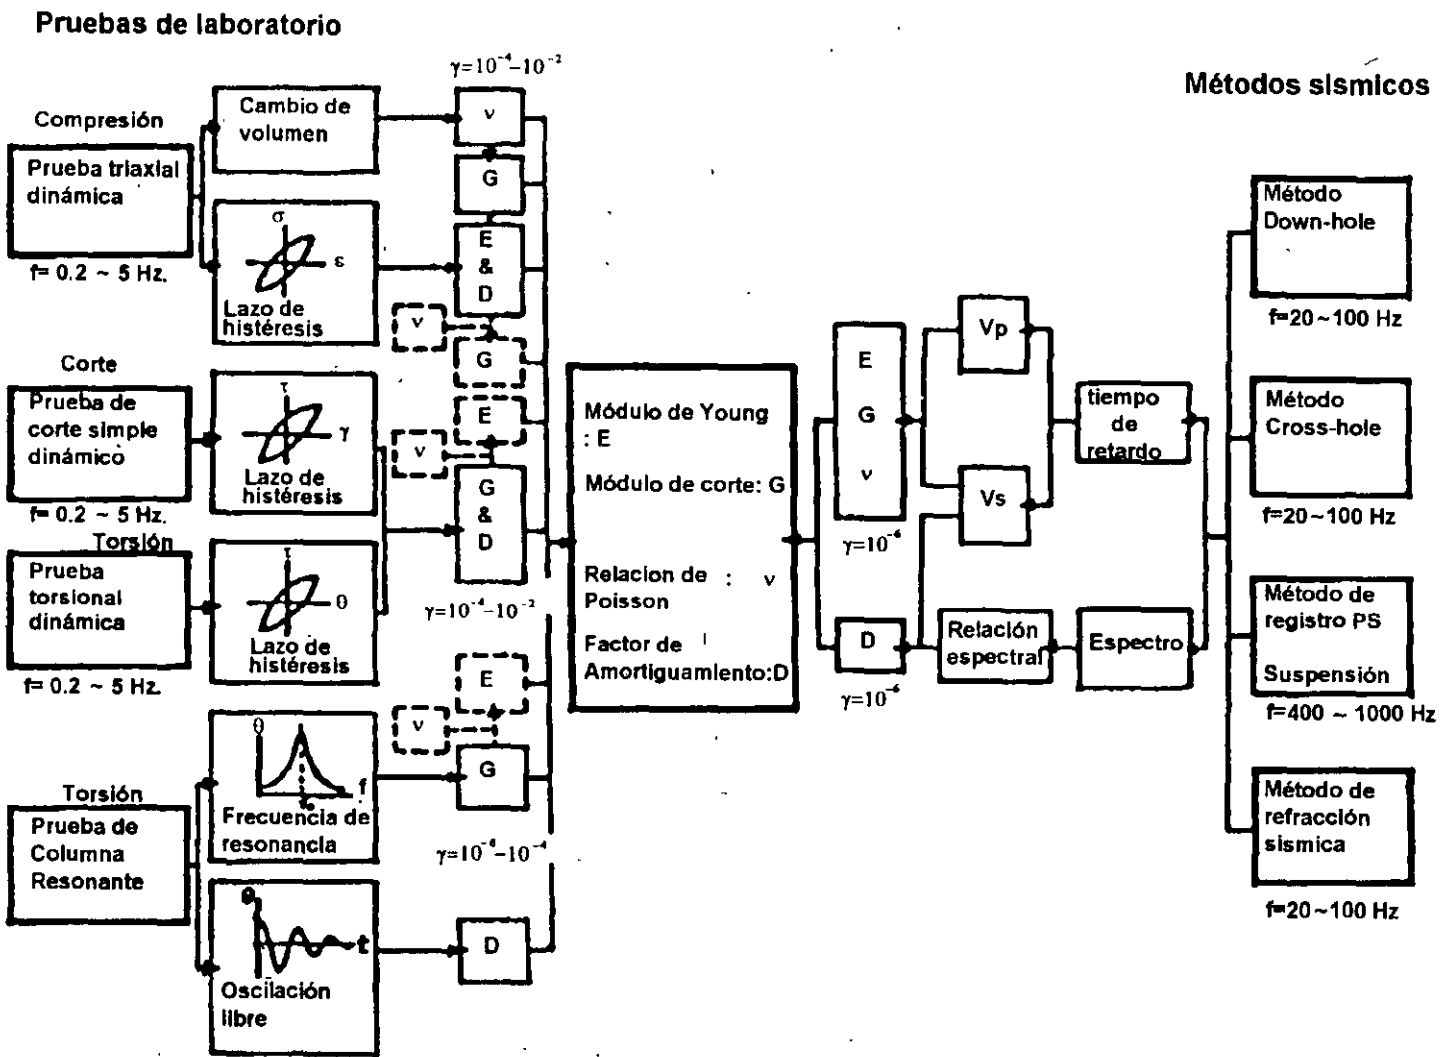 Pruebas de laboratorio
Métodos sísmicos
γ=10⁻⁴–10⁻²
Compresión
Prueba triaxial
dinámica
f= 0.2 ~ 5 Hz.
Cambio de
volumen
ν
G
σ
ε
Lazo de
histéresis
E
&
D
ν
G
Corte
Prueba de
corte simple
dinámico
f= 0.2 ~ 5 Hz.
τ
γ
Lazo de
histéresis
E
ν
G
&
D
γ=10⁻⁴–10⁻²
Torsión
Prueba
torsional
dinámica
f= 0.2 ~ 5 Hz.
τ
θ
Lazo de
histéresis
E
ν
G
γ=10⁻⁶–10⁻⁴
Torsión
Prueba de
Columna
Resonante
θ
f
Frecuencia de
resonancia
θ
t
Oscilación
libre
D
Módulo de Young
: E
Módulo de corte: G
Relacion de : ν
Poisson
Factor de
Amortiguamiento:D
E
G
ν
γ=10⁻⁶
D
γ=10⁻⁶
Vp
Vs
tiempo
de
retardo
Relación
espectral
Espectro
Método
Down-hole
f=20~100 Hz
Método
Cross-hole
f=20~100 Hz
Método de
registro PS
Suspensión
f=400 ~ 1000 Hz
Método de
refracción
sismica
f=20~100 Hz